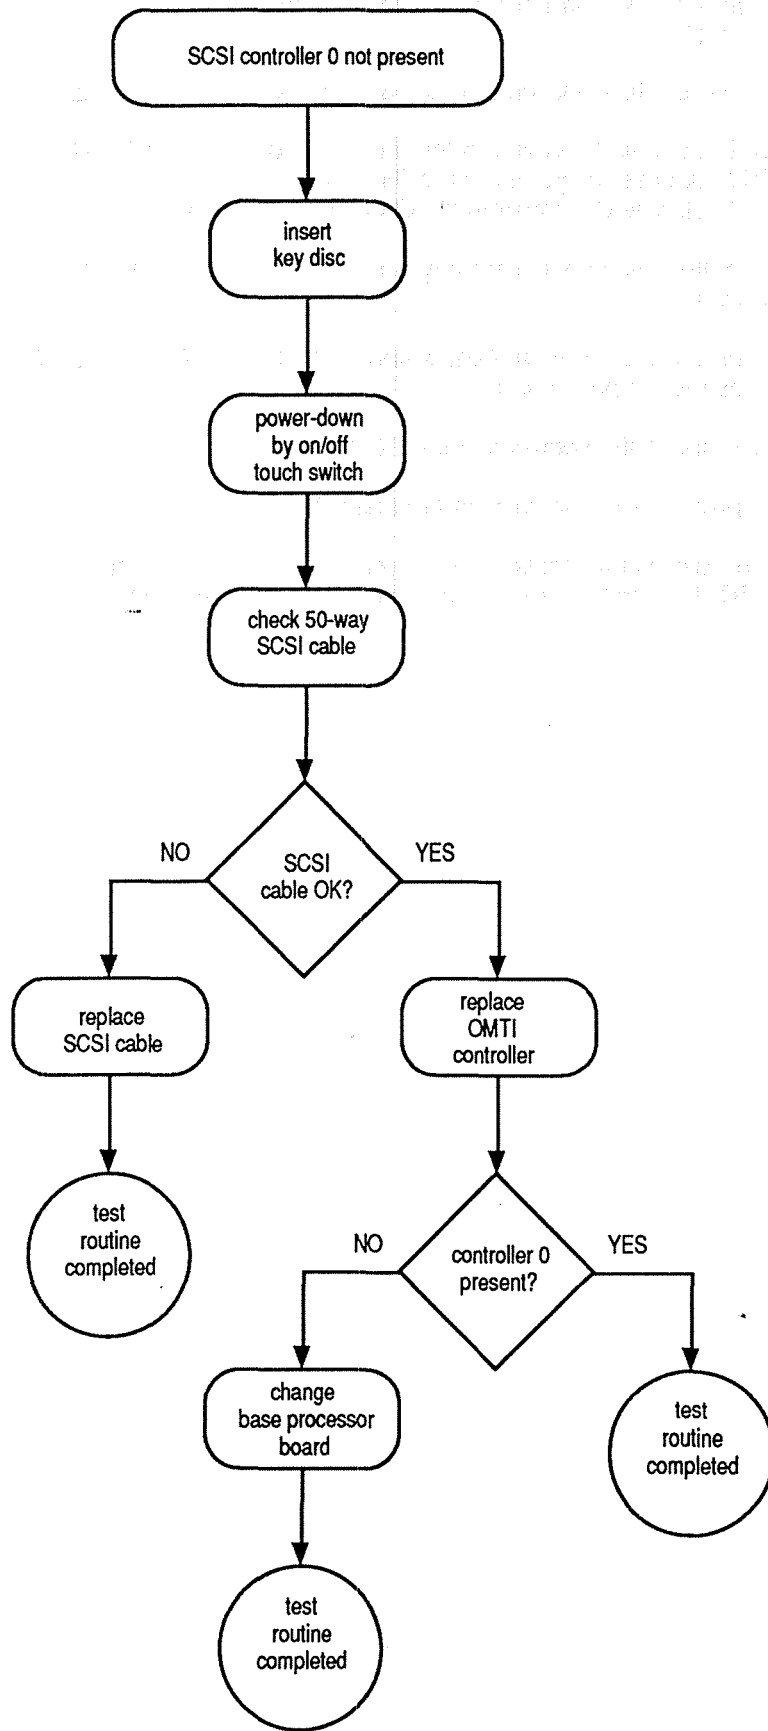 SCSI controller 0 not present
insert
key disc
power-down
by on/off
touch switch
check 50-way
SCSI cable
NO
SCSI
cable OK?
YES
replace
SCSI cable
replace
OMTI
controller
test
routine
completed
NO
controller 0
present?
YES
change
base processor
board
test
routine
completed
test
routine
completed